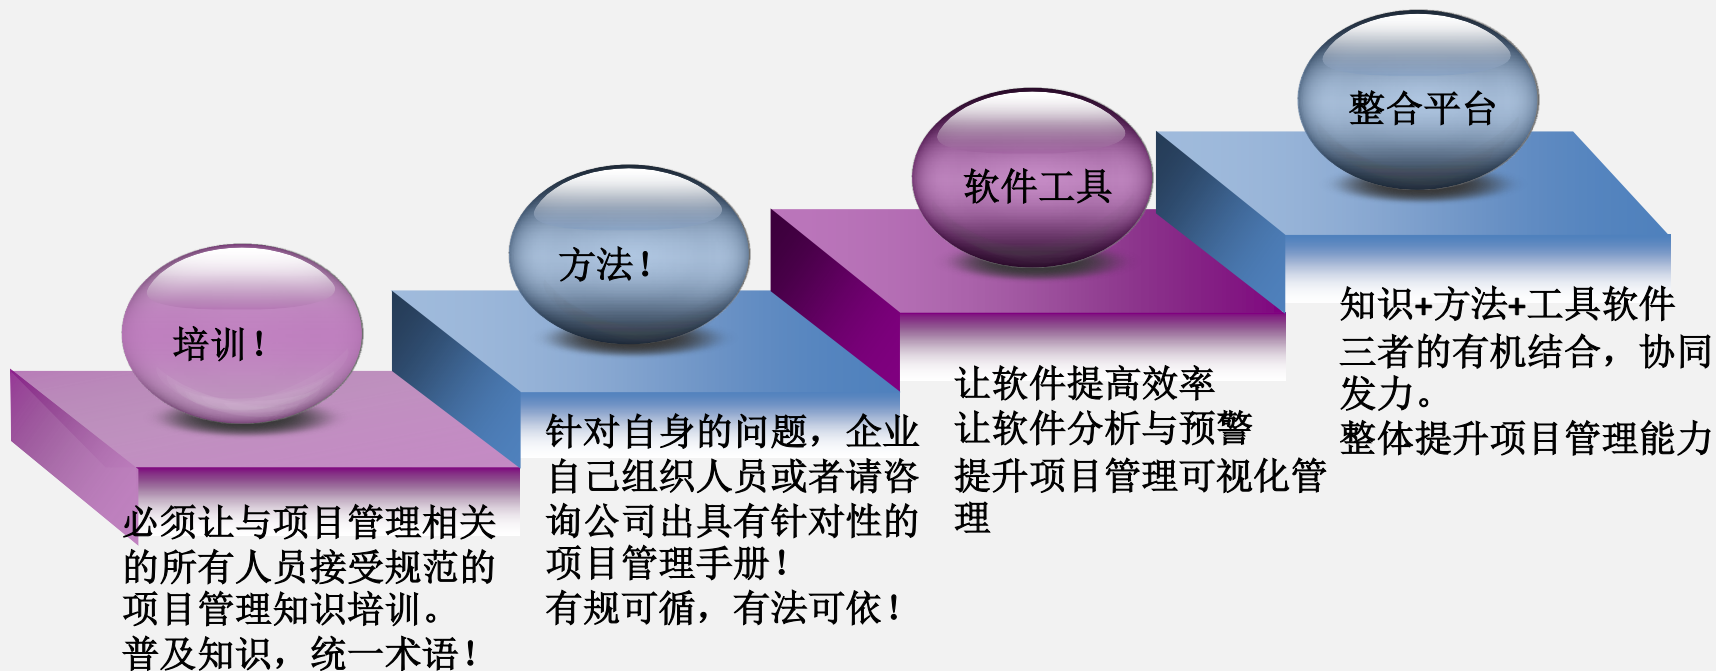 培训！
必须让与项目管理相关
的所有人员接受规范的
项目管理知识培训。
普及知识，统一术语！
方法！
针对自身的问题，企业
自己组织人员或者请咨
询公司出具有针对性的
项目管理手册！
有规可循，有法可依！
软件工具
让软件提高效率
让软件分析与预警
提升项目管理可视化管
理
整合平台
知识+方法+工具软件
三者的有机结合，协同
发力。
整体提升项目管理能力